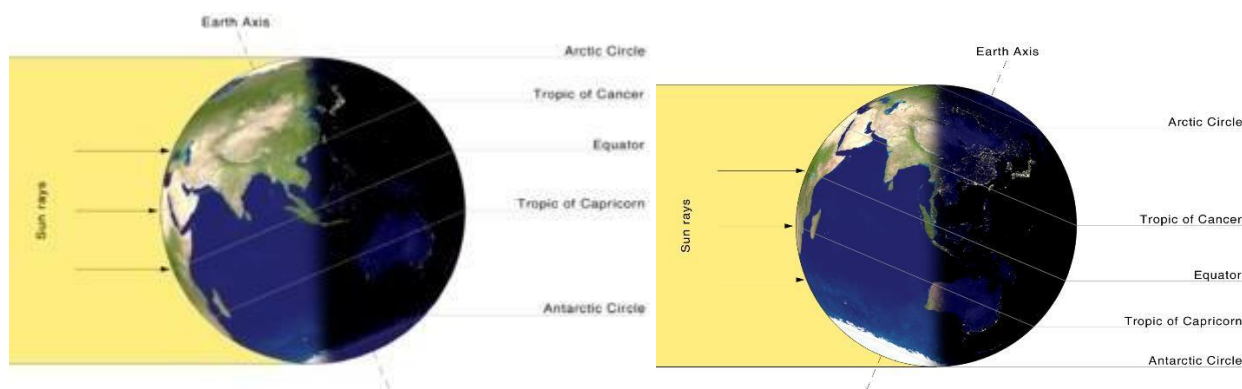 Earth Axis
Arctic Circle
Tropic of Cancer
Equator
Tropic of Capricorn
Antarctic Circle
Sun rays
Earth Axis
Arctic Circle
Tropic of Cancer
Equator
Tropic of Capricorn
Antarctic Circle
Sun rays